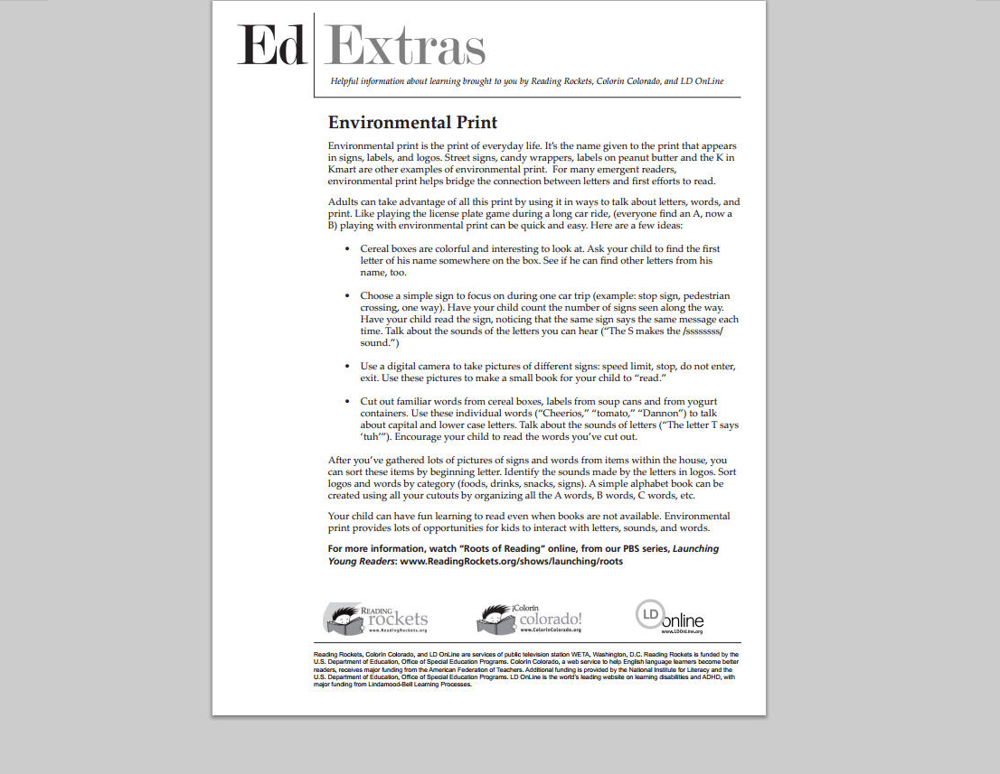 Ed Extras
Helpful information about learning brought to you by Reading Rockets, Colorín Colorado, and LD OnLine
Environmental Print
Environmental print is the print of everyday life. It's the name given to the print that appears
in signs, labels, and logos. Street signs, candy wrappers, labels on peanut butter and the K in
Kmart are other examples of environmental print.  For many emergent readers,
environmental print helps bridge the connection between letters and first efforts to read.
Adults can take advantage of all this print by using it in ways to talk about letters, words, and
print. Like playing the license plate game during a long car ride, (everyone find an A, now a
B) playing with environmental print can be quick and easy. Here are a few ideas:
• Cereal boxes are colorful and interesting to look at. Ask your child to find the first
letter of his name somewhere on the box. See if he can find other letters from his
name, too.
• Choose a simple sign to focus on during one car trip (example: stop sign, pedestrian
crossing, one way). Have your child count the number of signs seen along the way.
Have your child read the sign, noticing that the same sign says the same message each
time. Talk about the sounds of the letters you can hear ("The S makes the /ssssssss/
sound.")
• Use a digital camera to take pictures of different signs: speed limit, stop, do not enter,
exit. Use these pictures to make a small book for your child to "read."
• Cut out familiar words from cereal boxes, labels from soup cans and from yogurt
containers. Use these individual words ("Cheerios," "tomato," "Dannon") to talk
about capital and lower case letters. Talk about the sounds of letters ("The letter T says
'tuh'"). Encourage your child to read the words you've cut out.
After you've gathered lots of pictures of signs and words from items within the house, you
can sort these items by beginning letter. Identify the sounds made by the letters in logos. Sort
logos and words by category (foods, drinks, snacks, signs). A simple alphabet book can be
created using all your cutouts by organizing all the A words, B words, C words, etc.
Your child can have fun learning to read even when books are not available. Environmental
print provides lots of opportunities for kids to interact with letters, sounds, and words.
For more information, watch "Roots of Reading" online, from our PBS series, Launching
Young Readers: www.ReadingRockets.org/shows/launching/roots
READING
rockets
www.ReadingRockets.org
¡Colorín
colorado!
www.ColorinColorado.org
LD
online
www.LDOnLine.org
Reading Rockets, Colorín Colorado, and LD OnLine are services of public television station WETA, Washington, D.C. Reading Rockets is funded by the
U.S. Department of Education, Office of Special Education Programs. Colorín Colorado, a web service to help English language learners become better
readers, receives major funding from the American Federation of Teachers. Additional funding is provided by the National Institute for Literacy and the
U.S. Department of Education, Office of Special Education Programs. LD OnLine is the world's leading website on learning disabilities and ADHD, with
major funding from Lindamood-Bell Learning Processes.